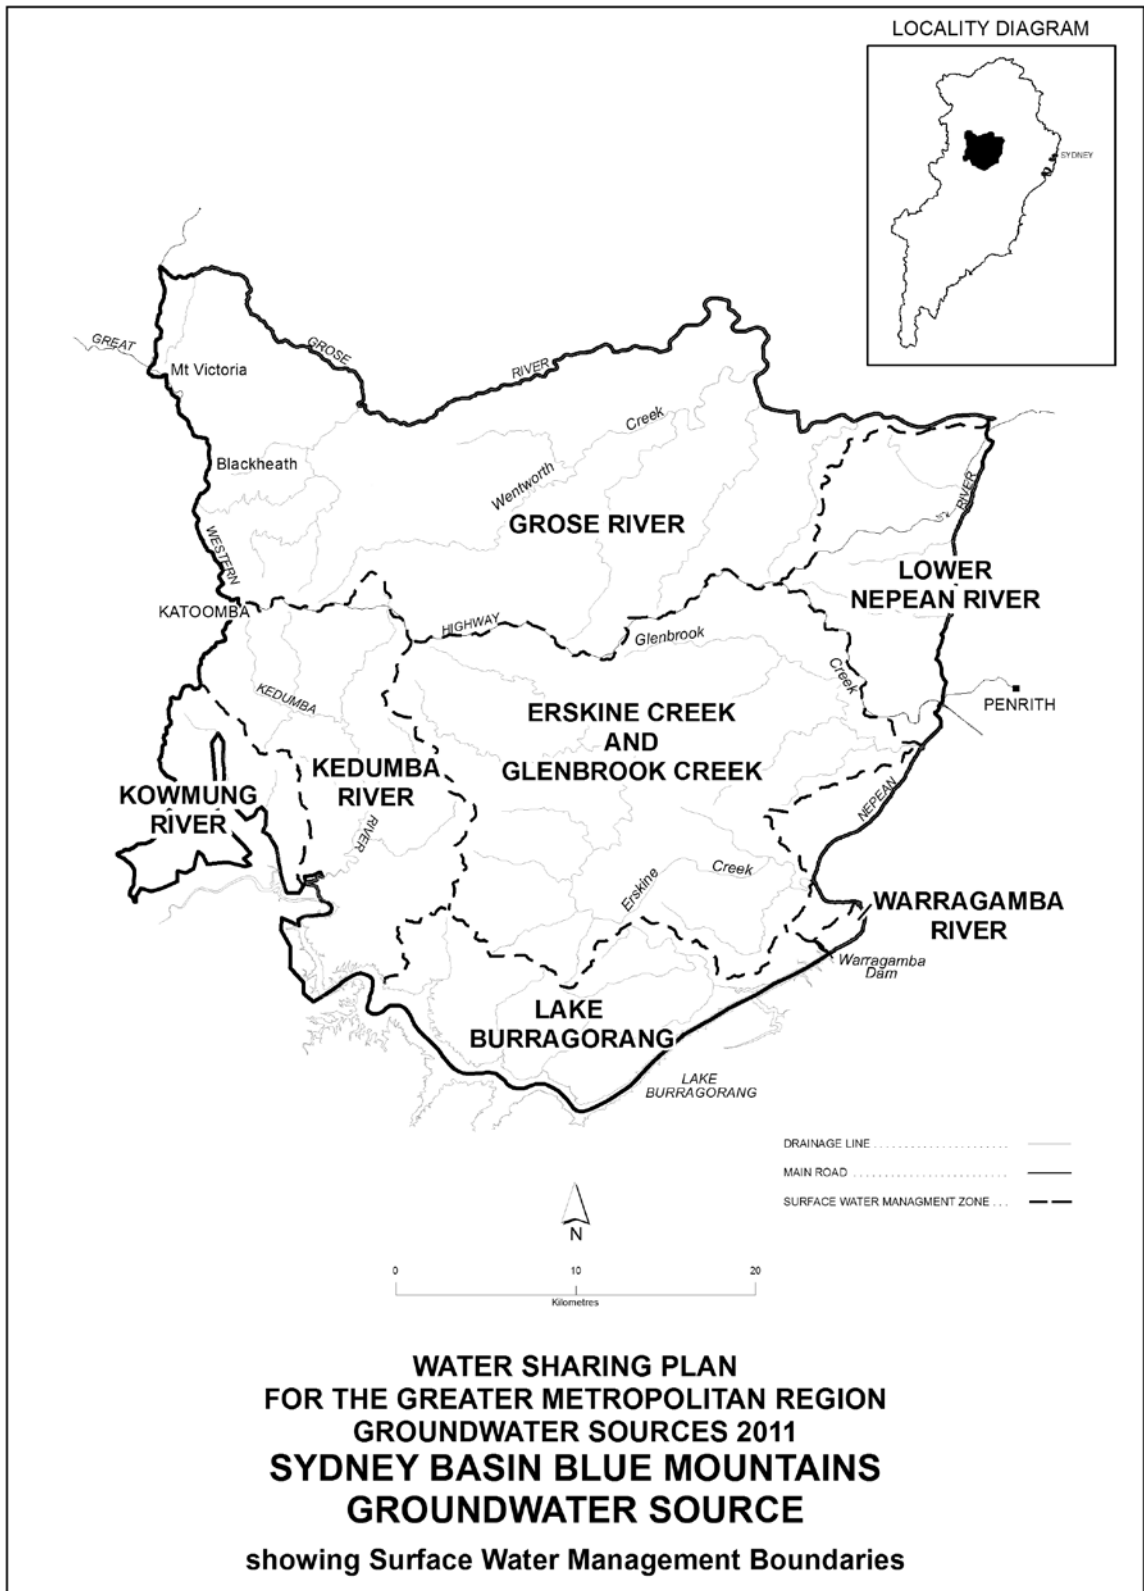 LOCALITY DIAGRAM
SYDNEY
GREAT
Mt Victoria
GROSE
RIVER
Creek
Blackheath
Wentworth
RIVER
GROSE RIVER
WESTERN
LOWER
NEPEAN RIVER
KATOOMBA
HIGHWAY
Glenbrook
Creek
KEDUMBA
PENRITH
ERSKINE CREEK
AND
GLENBROOK CREEK
KEDUMBA
RIVER
KOWMUNG
RIVER
NEPEAN
RIVER
Creek
Erskine
WARRAGAMBA
RIVER
Warragamba
Dam
LAKE
BURRAGORANG
LAKE
BURRAGORANG
DRAINAGE LINE . . . . . . . . . . . . . . . . . . . . . .
MAIN ROAD . . . . . . . . . . . . . . . . . . . . . . . . .
SURFACE WATER MANAGMENT ZONE . . .
N
0 10 20
Kilometres
WATER SHARING PLAN
FOR THE GREATER METROPOLITAN REGION
GROUNDWATER SOURCES 2011
SYDNEY BASIN BLUE MOUNTAINS
GROUNDWATER SOURCE
showing Surface Water Management Boundaries